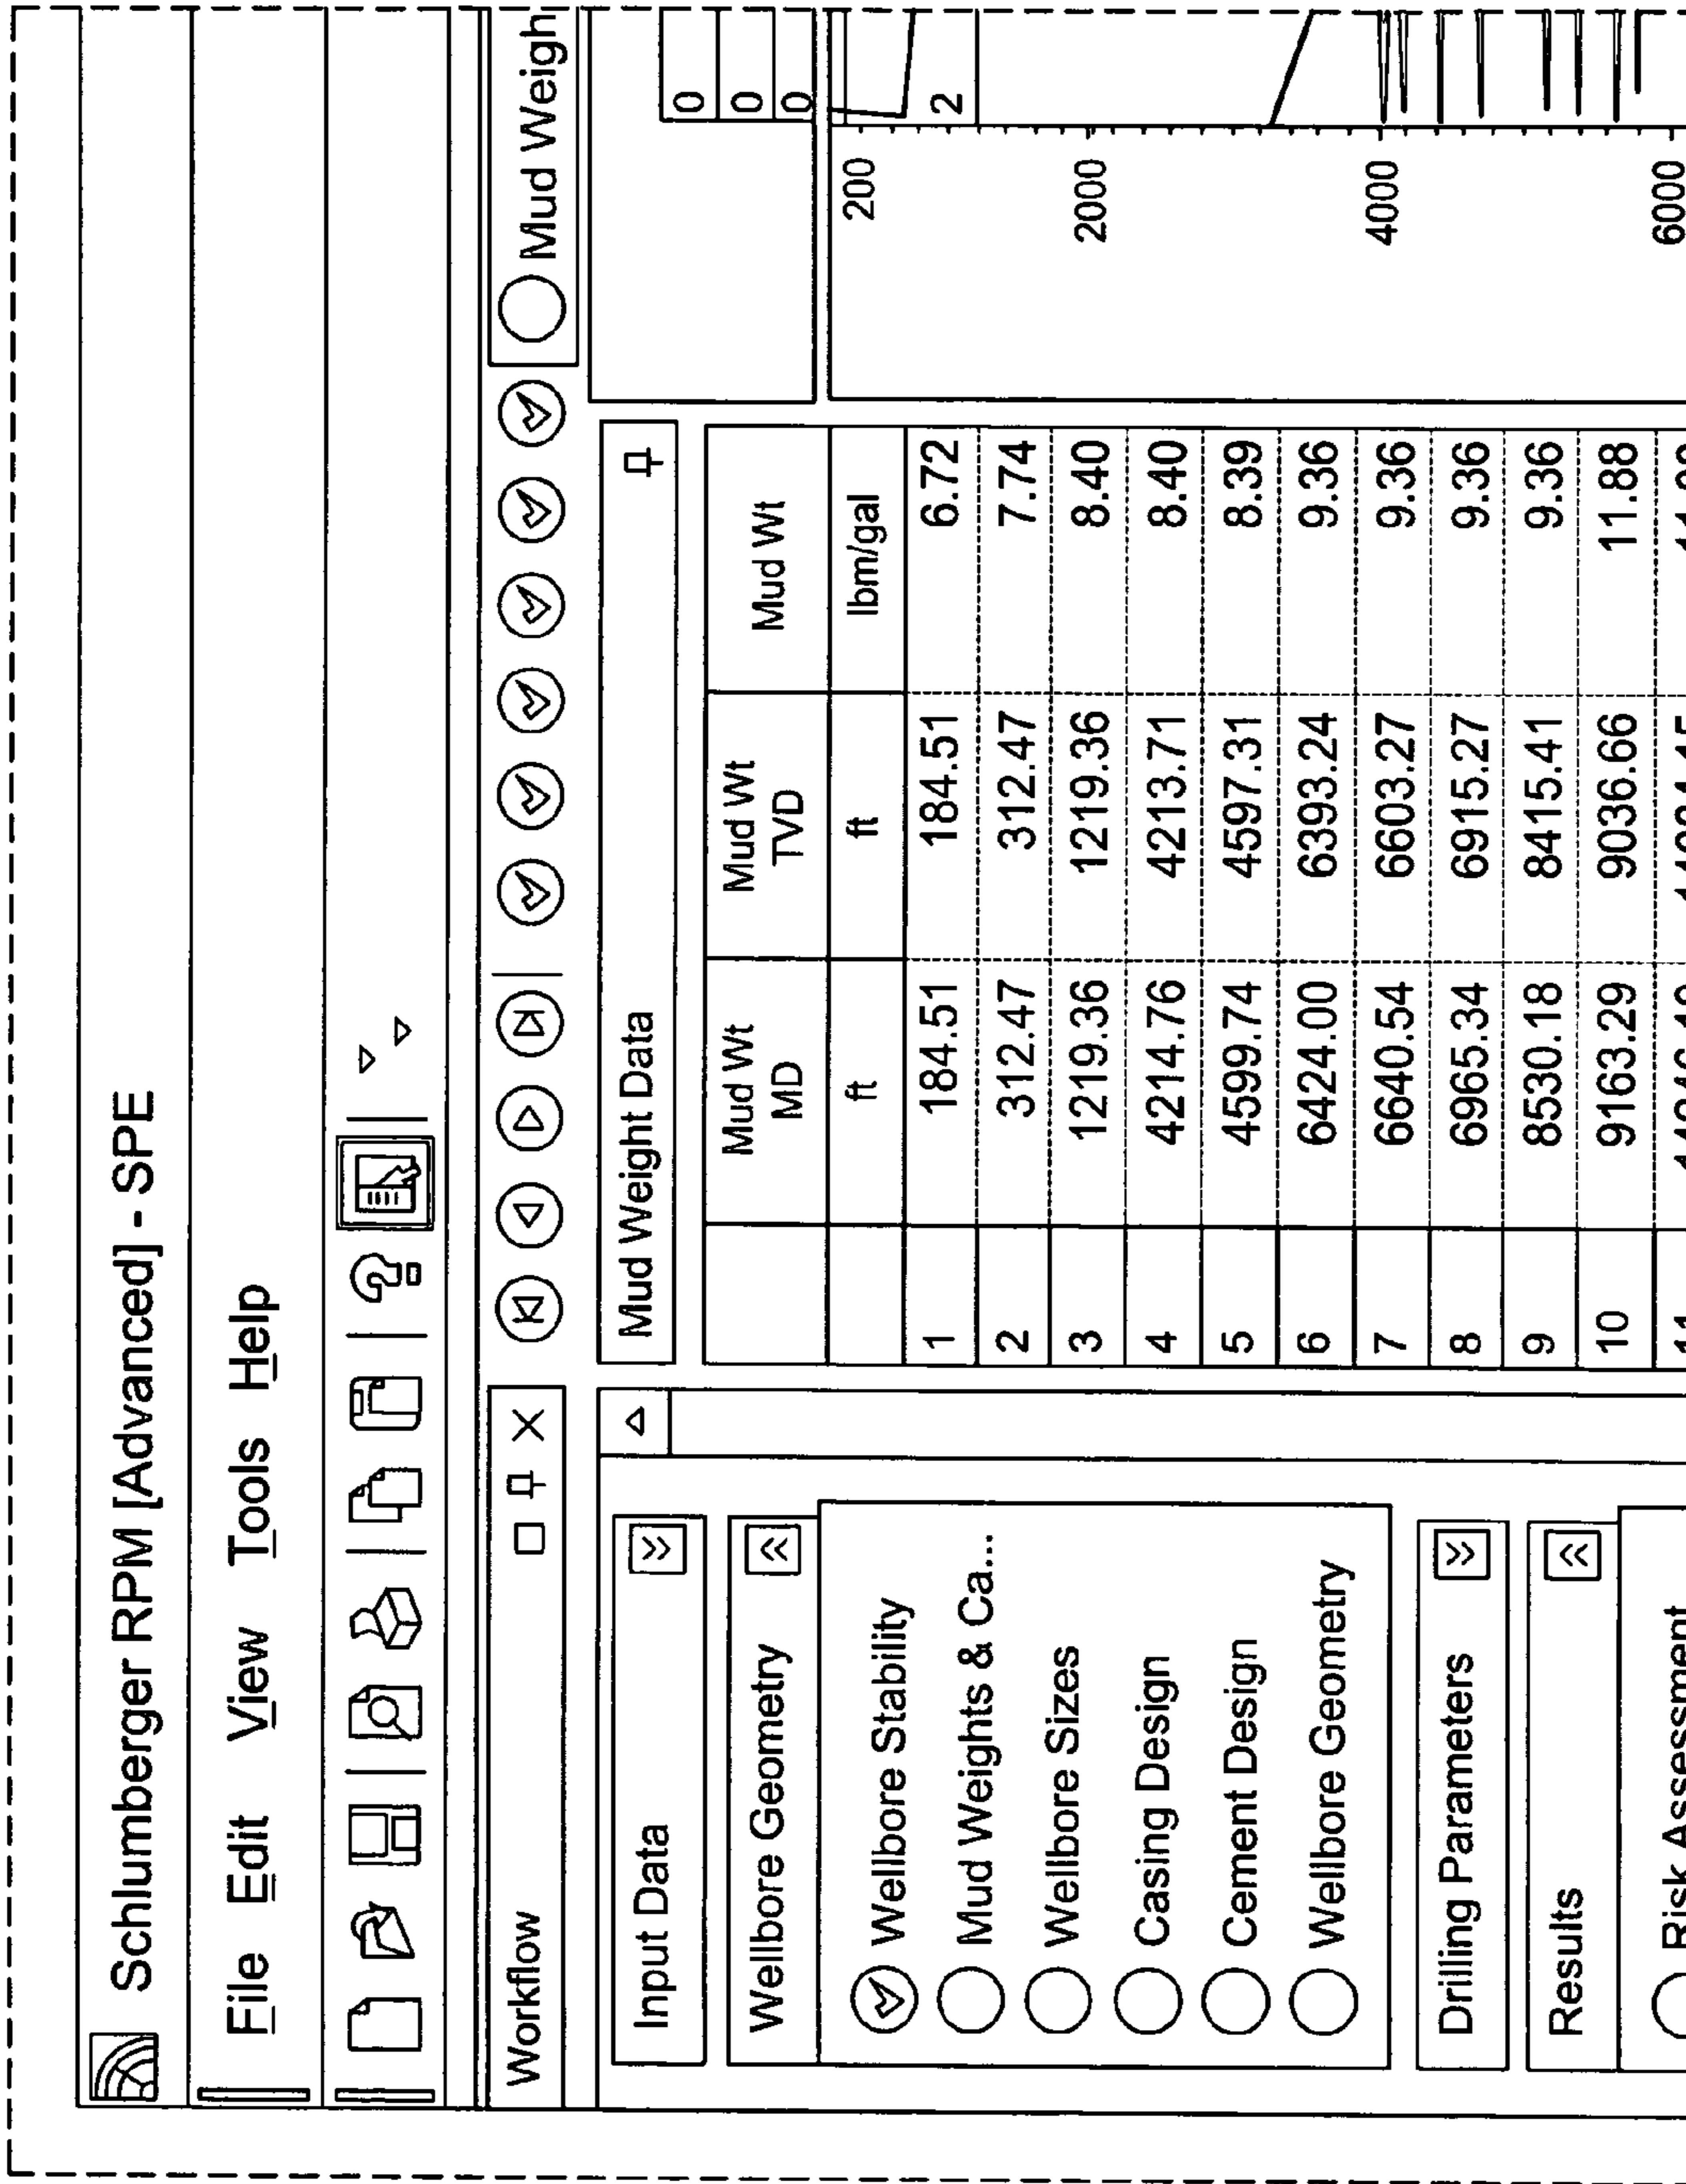 Schlumberger RPM [Advanced] - SPE
File Edit View Tools Help
Workflow
Mud Weigh
Input Data
Wellbore Geometry
Wellbore Stability
Mud Weights & Ca...
Wellbore Sizes
Casing Design
Cement Design
Wellbore Geometry
Drilling Parameters
Results
Risk Assessment
Mud Weight Data
Mud Wt MD Mud Wt TVD Mud Wt
ft ft lbm/gal
1 184.51 184.51 6.72
2 312.47 312.47 7.74
3 1219.36 1219.36 8.40
4 4214.76 4213.71 8.40
5 4599.74 4597.31 8.39
6 6424.00 6393.24 9.36
7 6640.54 6603.27 9.36
8 6965.34 6915.27 9.36
9 8530.18 8415.41 9.36
10 9163.29 9036.66 11.88
11
0
0
0
200 2
2000
4000
6000